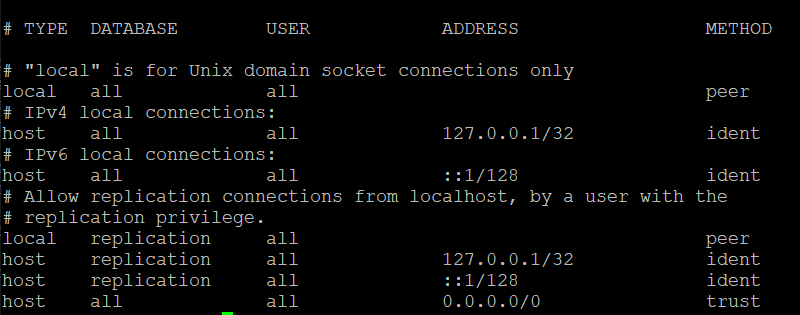 # TYPE  DATABASE        USER            ADDRESS                 METHOD
# "local" is for Unix domain socket connections only
local   all             all                                     peer
# IPv4 local connections:
host    all             all             127.0.0.1/32            ident
# IPv6 local connections:
host    all             all             ::1/128                 ident
# Allow replication connections from localhost, by a user with the
# replication privilege.
local   replication     all                                     peer
host    replication     all             127.0.0.1/32            ident
host    replication     all             ::1/128                 ident
host    all             all             0.0.0.0/0               trust